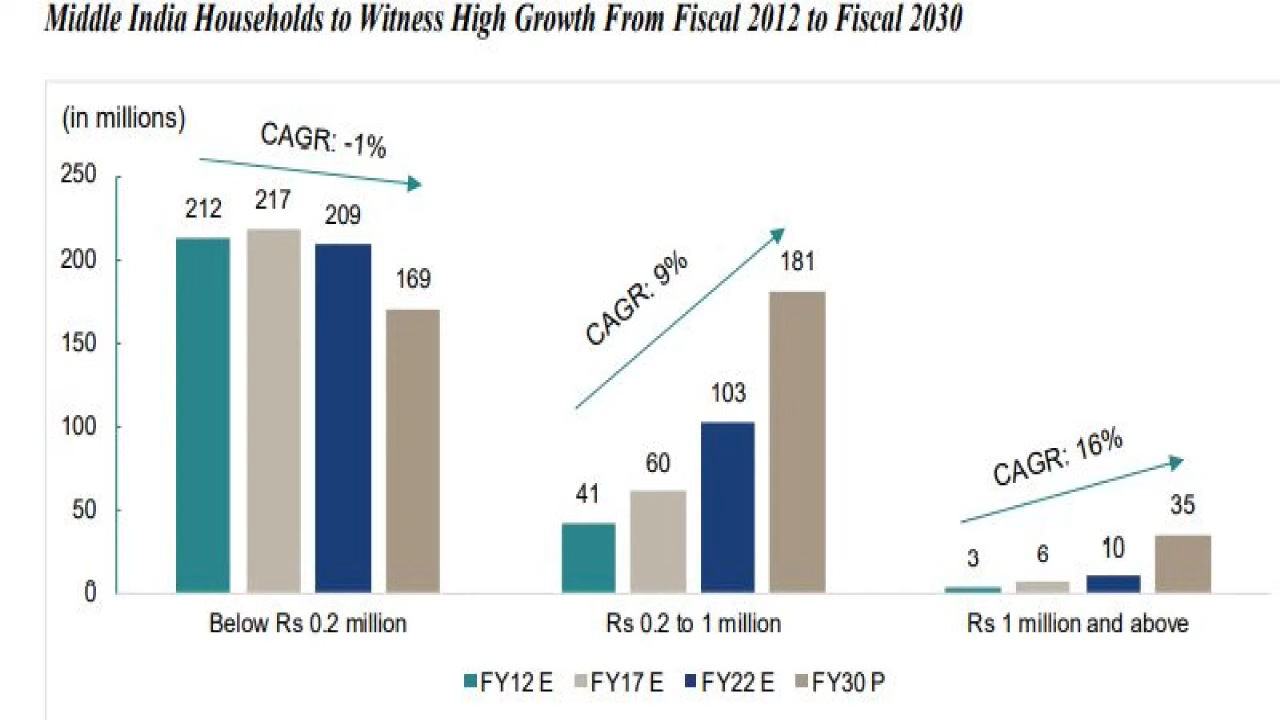 Middle India Households to Witness High Growth From Fiscal 2012 to Fiscal 2030
(in millions)
CAGR: -1%
CAGR: 9%
CAGR: 16%
250
200
150
100
50
0
212
217
209
169
41
60
103
181
3
6
10
35
Below Rs 0.2 million
Rs 0.2 to 1 million
Rs 1 million and above
FY12 E FY17 E FY22 E FY30 P